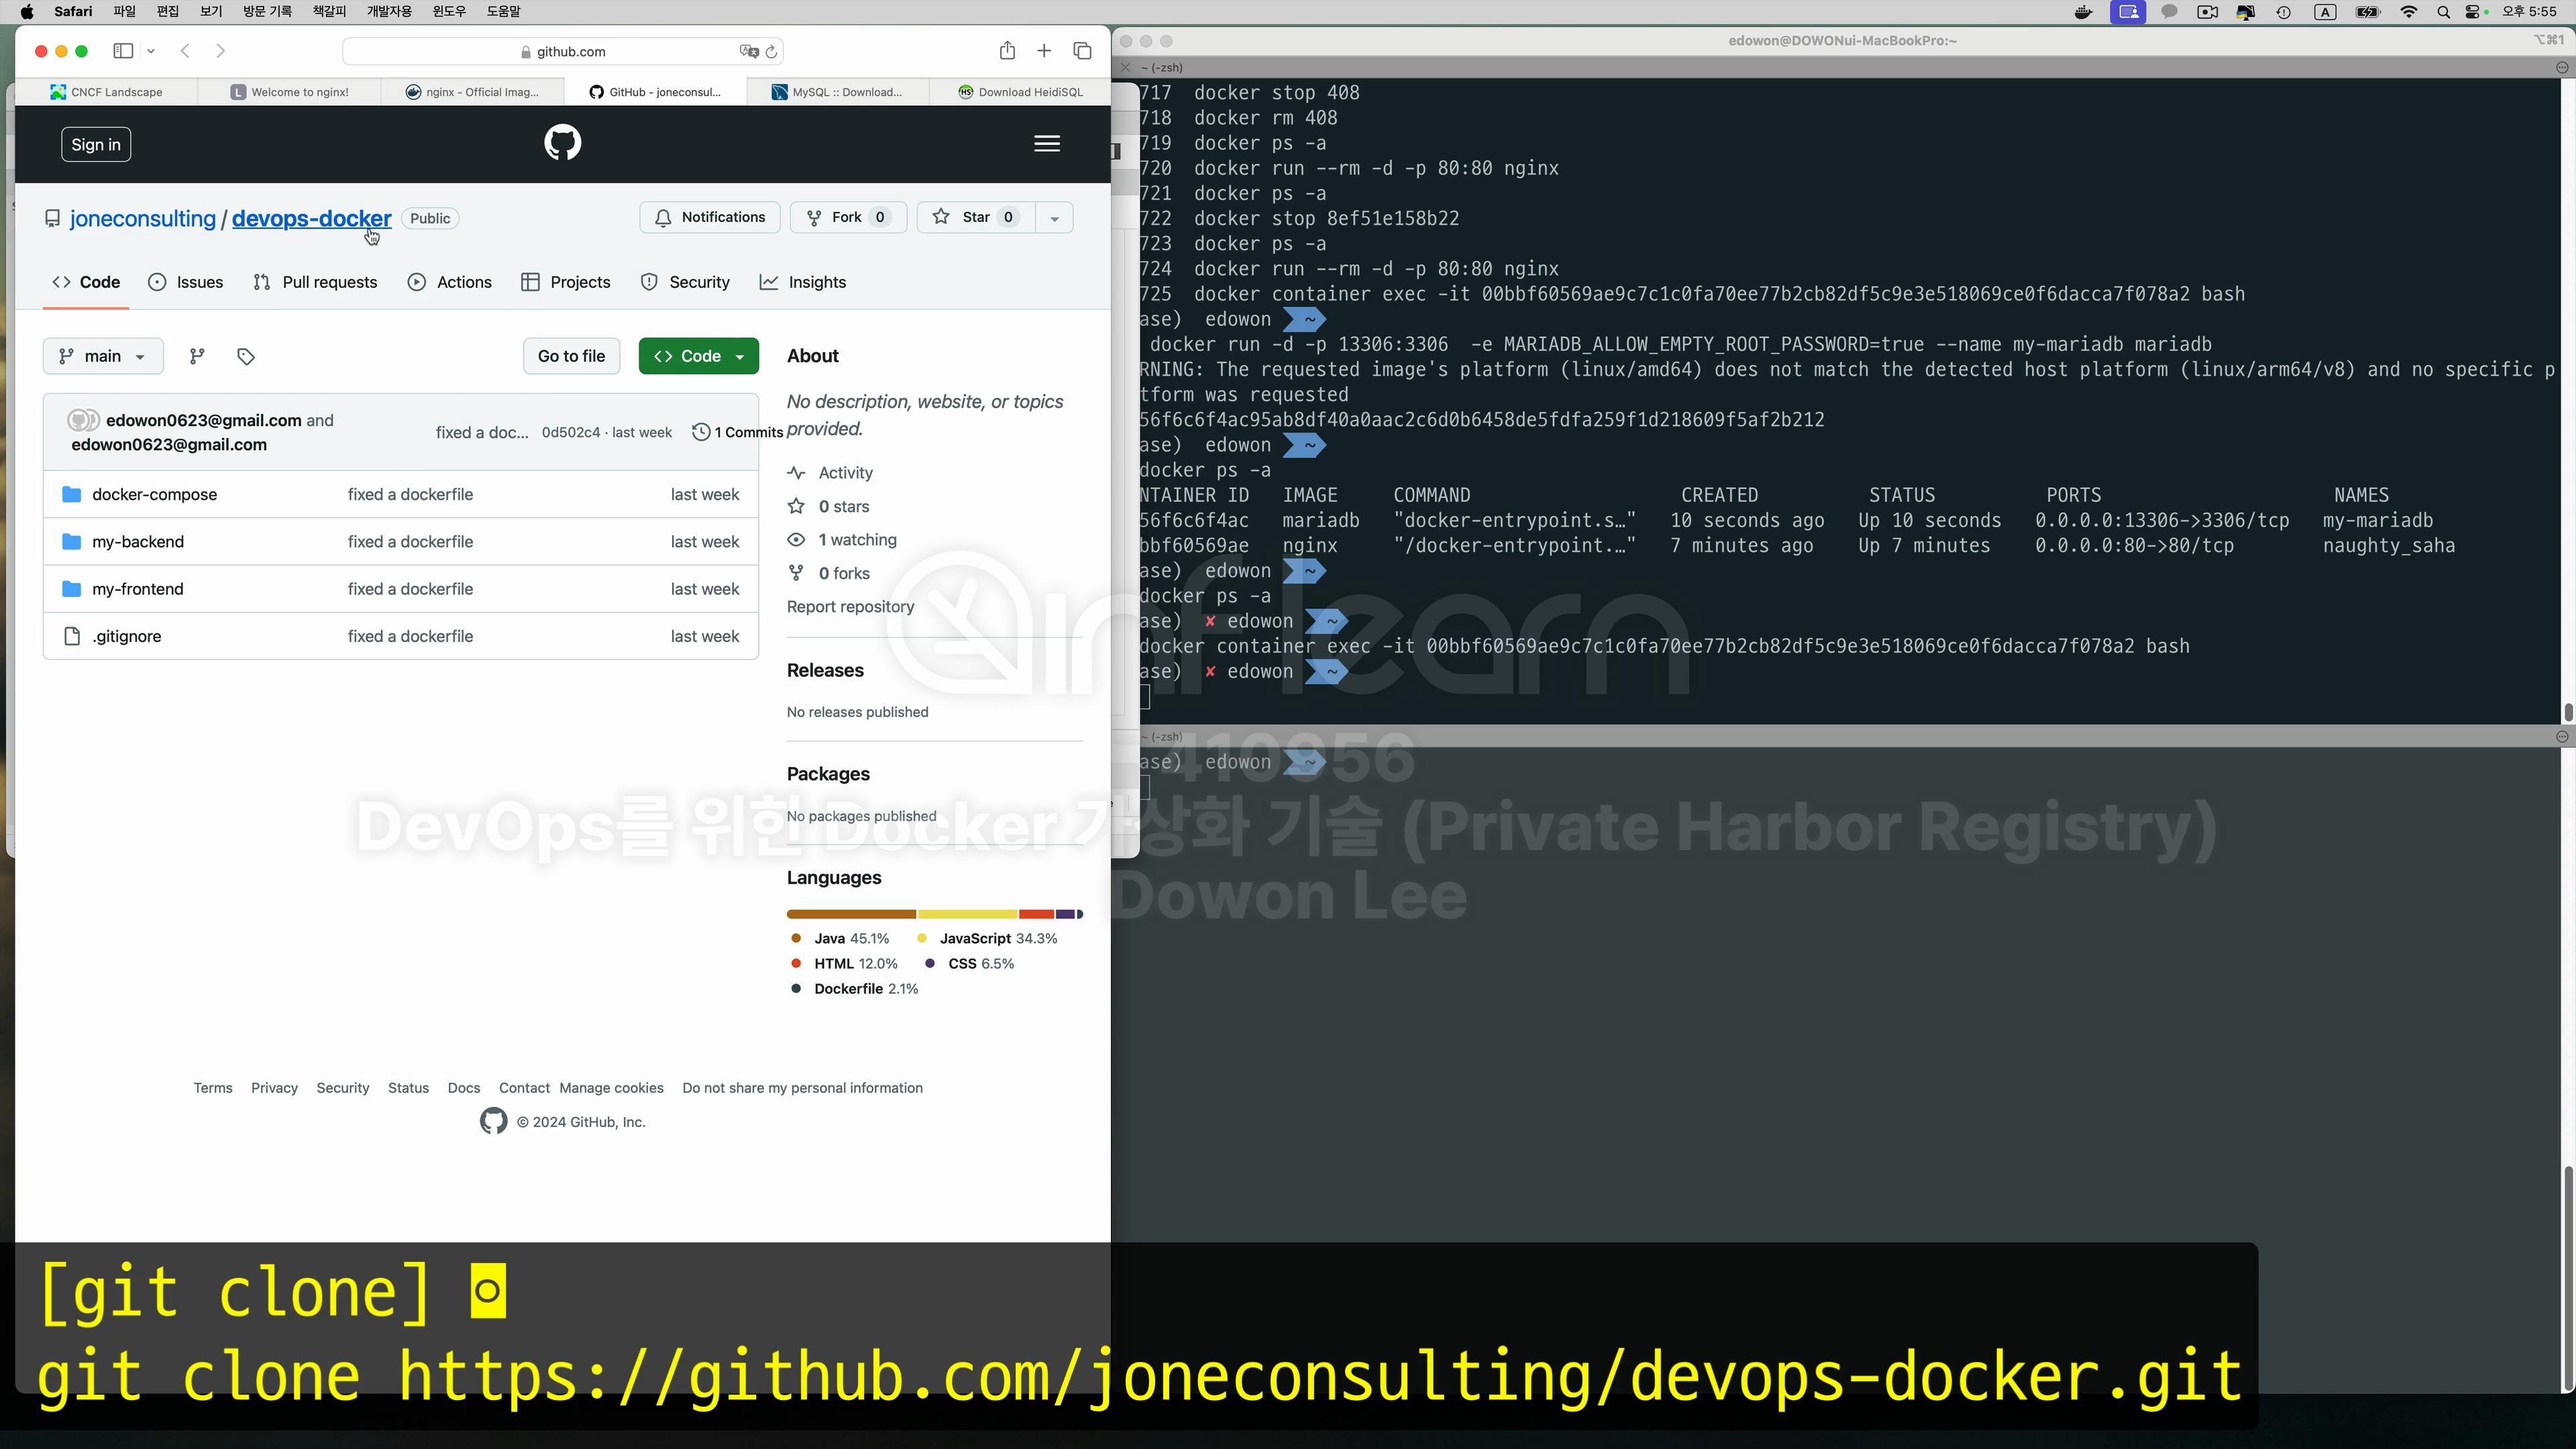 Safari 파일 편집 보기 방문 기록 책갈피 개발자용 윈도우 도움말
A
오후 5:55
github.com
CNCF Landscape
Welcome to nginx!
nginx - Official Imag...
GitHub - joneconsul...
MySQL :: Download...
Download HeidiSQL
Sign in
joneconsulting / devops-docker Public
Notifications
Fork 0
Star 0
Code
Issues
Pull requests
Actions
Projects
Security
Insights
main
Go to file
Code
edowon0623@gmail.com and
edowon0623@gmail.com
fixed a doc... 0d502c4 · last week 1 Commits
docker-compose fixed a dockerfile last week
my-backend fixed a dockerfile last week
my-frontend fixed a dockerfile last week
.gitignore fixed a dockerfile last week
About
No description, website, or topics
provided.
Activity
0 stars
1 watching
0 forks
Report repository
Releases
No releases published
Packages
No packages published
Languages
Java 45.1% JavaScript 34.3%
HTML 12.0% CSS 6.5%
Dockerfile 2.1%
Terms Privacy Security Status Docs Contact Manage cookies Do not share my personal information
© 2024 GitHub, Inc.
edowon@DOWONui-MacBookPro:~
⌥⌘1
~ (-zsh)
717 docker stop 408
718 docker rm 408
719 docker ps -a
720 docker run --rm -d -p 80:80 nginx
721 docker ps -a
722 docker stop 8ef51e158b22
723 docker ps -a
724 docker run --rm -d -p 80:80 nginx
725 docker container exec -it 00bbf60569ae9c7c1c0fa70ee77b2cb82df5c9e3e518069ce0f6dacca7f078a2 bash
ase) edowon ~
docker run -d -p 13306:3306 -e MARIADB_ALLOW_EMPTY_ROOT_PASSWORD=true --name my-mariadb mariadb
RNING: The requested image's platform (linux/amd64) does not match the detected host platform (linux/arm64/v8) and no specific p
tform was requested
56f6c6f4ac95ab8df40a0aac2c6d0b6458de5fdfa259f1d218609f5af2b212
ase) edowon ~
docker ps -a
NTAINER ID IMAGE COMMAND CREATED STATUS PORTS NAMES
56f6c6f4ac mariadb "docker-entrypoint.s…" 10 seconds ago Up 10 seconds 0.0.0.0:13306->3306/tcp my-mariadb
bbf60569ae nginx "/docker-entrypoint.…" 7 minutes ago Up 7 minutes 0.0.0.0:80->80/tcp naughty_saha
ase) edowon ~
docker ps -a
ase) ✘ edowon ~
docker container exec -it 00bbf60569ae9c7c1c0fa70ee77b2cb82df5c9e3e518069ce0f6dacca7f078a2 bash
ase) ✘ edowon ~
~ (-zsh)
ase) edowon ~
inflearn
410956
DevOps를 위한 Docker 가상화 기술 (Private Harbor Registry)
Dowon Lee
[git clone]
git clone https://github.com/joneconsulting/devops-docker.git